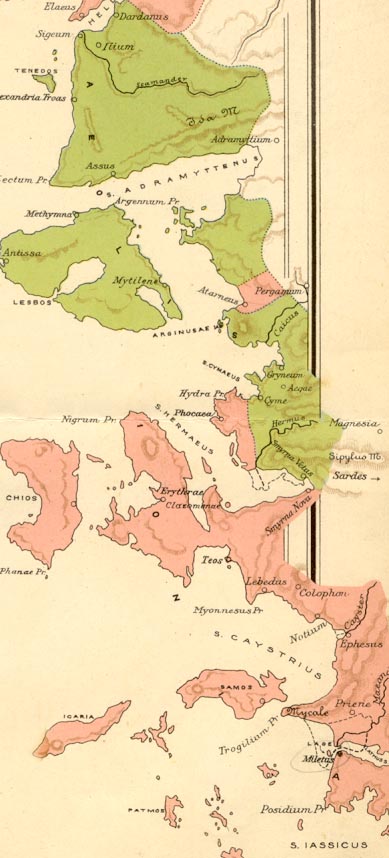 Elaeus
HEL
Dardanus
Sigeum
Ilium
TENEDOS
Scamander
exandria Troas
A
E
Ida M
Adramyttium
Assus
ectum Pr.
S. ADRAMYTTENUS
Argennum Pr.
Methymna
Antissa
L
I
Mytilene
LESBOS
Atarneus
Pergamum
ARGINUSAE
S
Caicus
S. CYMAEUS
Gryneum
Aegae
Hydra Pr.
Cyme
Phocaea
Hermus
Magnesia
Nigrum Pr.
I
S. HERMAEUS
Smyrna Vetus
Sipylus M
Sardes →
CHIOS
Erythrae
Clazomenae
O
Smyrna Nova
Phanae Pr.
Teos
Lebedus
Colophon
N
Myonnesus Pr
Notium
Cayster
Ephesus
S. CAYSTRIUS
SAMOS
ICARIA
Mycale
Priene
Trogilium Pr.
LADE
Miletus
A
PATMOS
Posidium Pr
S. IASSICUS